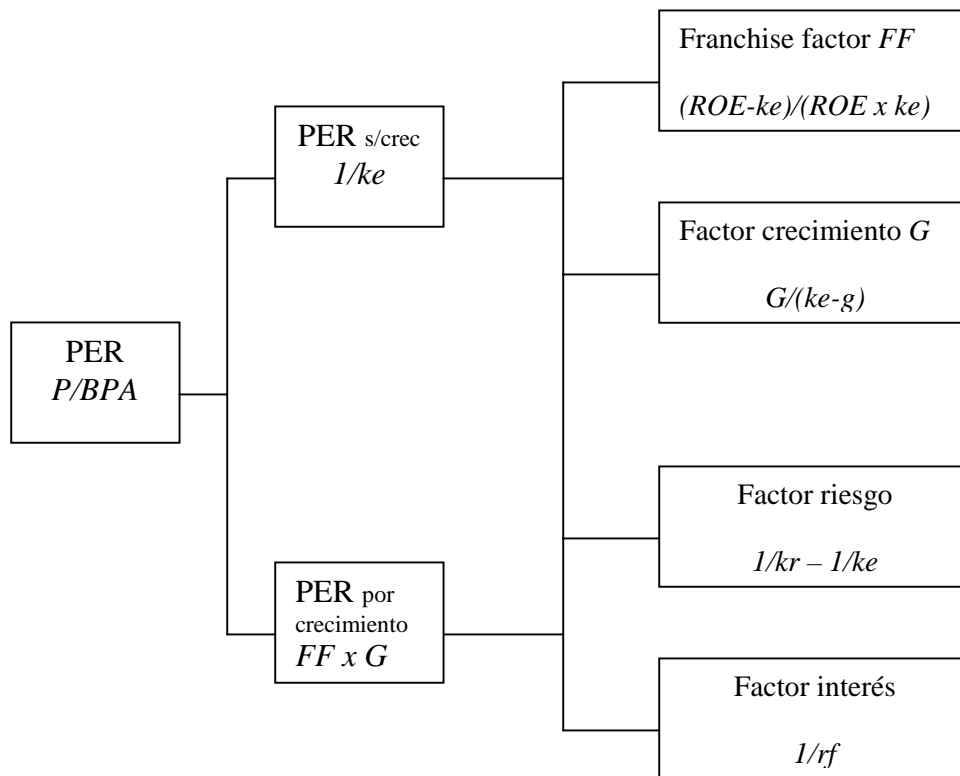 Franchise factor FF
(ROE-ke)/(ROE x ke)
PER s/crec
1/ke
Factor crecimiento G
G/(ke-g)
PER
P/BPA
Factor riesgo
1/kr – 1/ke
PER por
crecimiento
FF x G
Factor interés
1/rf